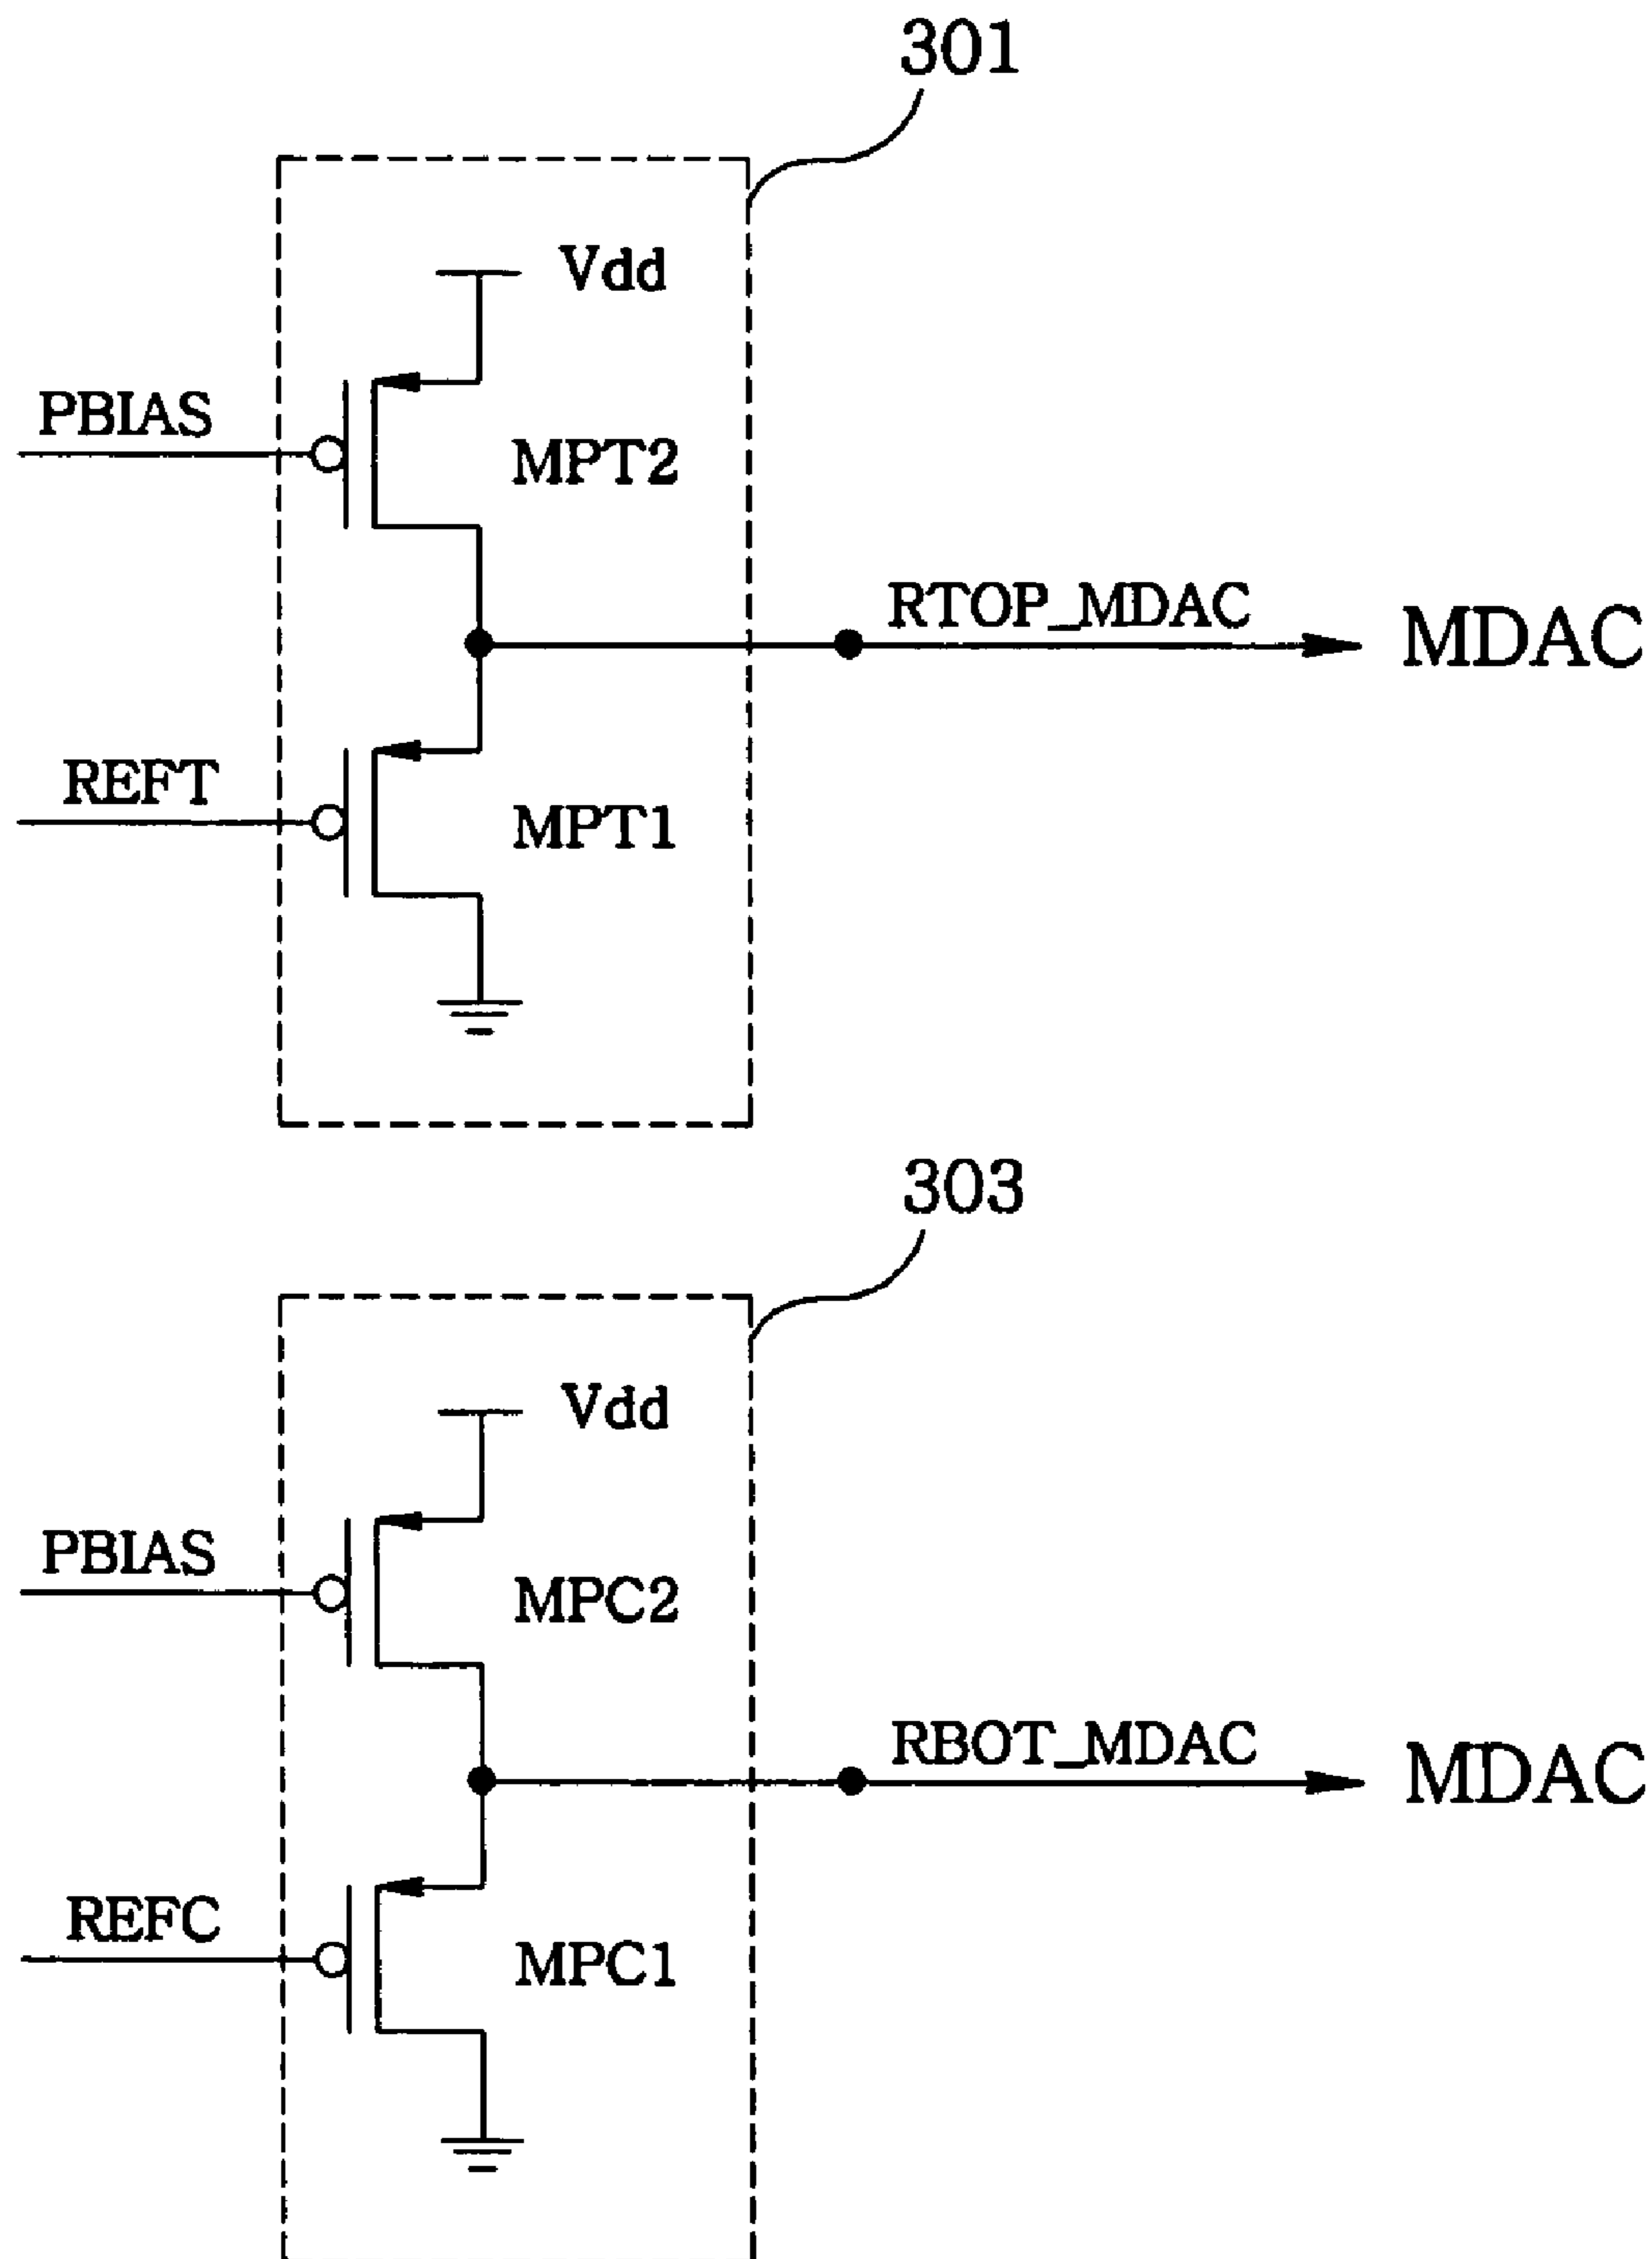 301
Vdd
PBIAS
MPT2
RTOP_MDAC
MDAC
REFT
MPT1
303
Vdd
PBIAS
MPC2
RBOT_MDAC
MDAC
REFC
MPC1